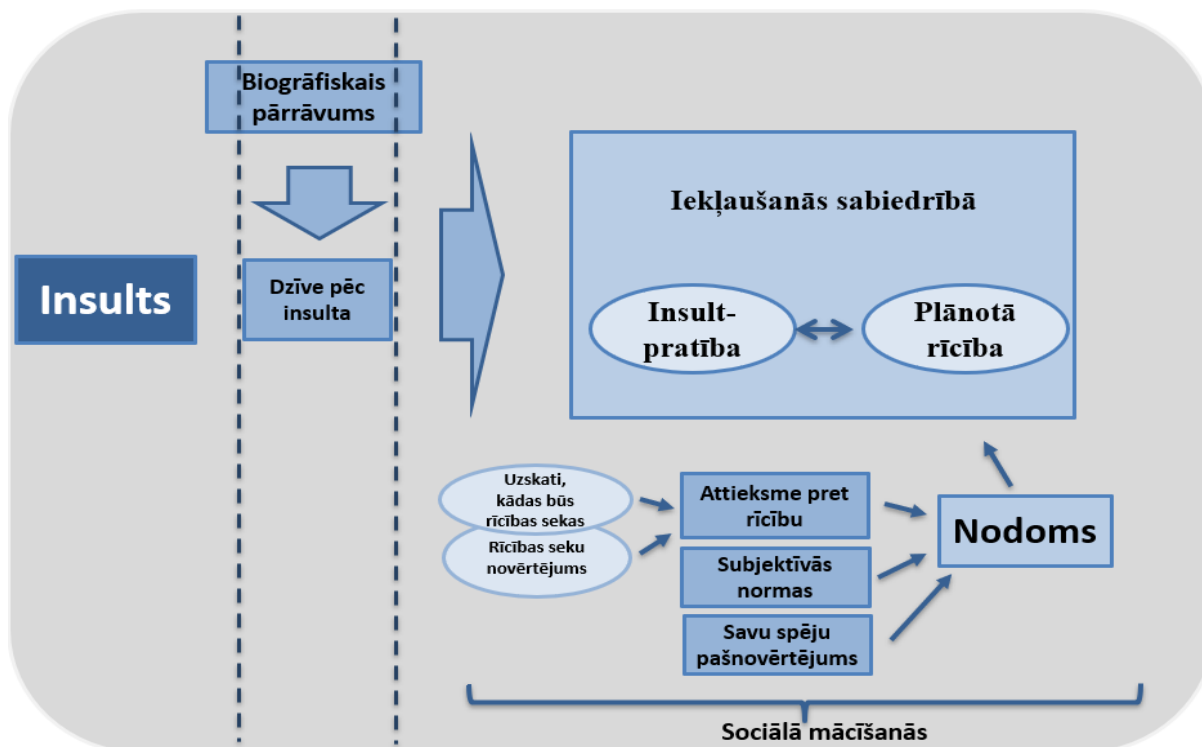 Biogrāfiskais
pārrāvums
Insults
Dzīve pēc
insulta
Iekļaušanās sabiedrībā
Insult-
pratība
Plānotā
rīcība
Uzskati,
kādas būs
rīcības sekas
Rīcības seku
novērtējums
Attieksme pret
rīcību
Subjektīvās
normas
Savu spēju
pašnovērtējums
Nodoms
Sociālā mācīšanās